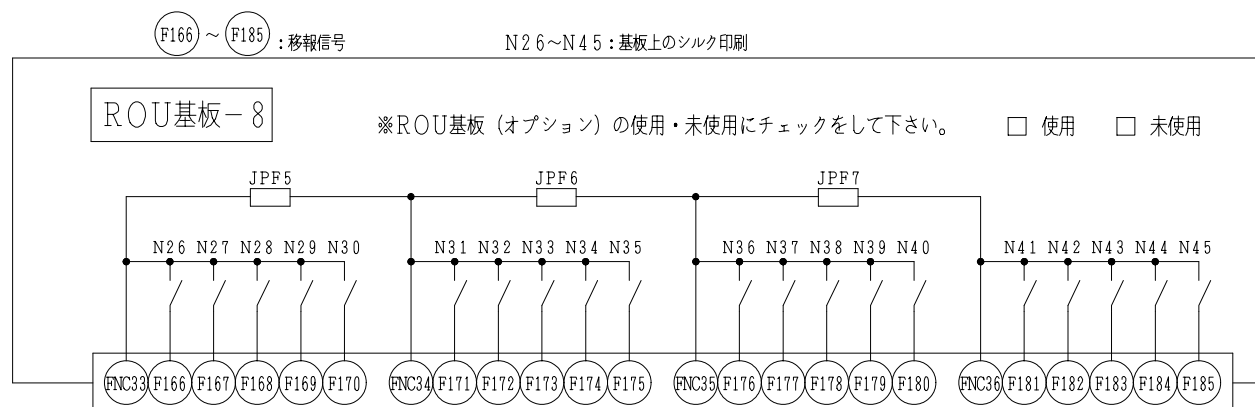 F166 ～ F185 ：移報信号 N26～N45：基板上のシルク印刷
ROU基板－8
※ROU基板（オプション）の使用・未使用にチェックをして下さい。 □ 使用 □ 未使用
JPF5 JPF6 JPF7
N26 N27 N28 N29 N30 N31 N32 N33 N34 N35 N36 N37 N38 N39 N40 N41 N42 N43 N44 N45
FNC33 F166 F167 F168 F169 F170 FNC34 F171 F172 F173 F174 F175 FNC35 F176 F177 F178 F179 F180 FNC36 F181 F182 F183 F184 F185